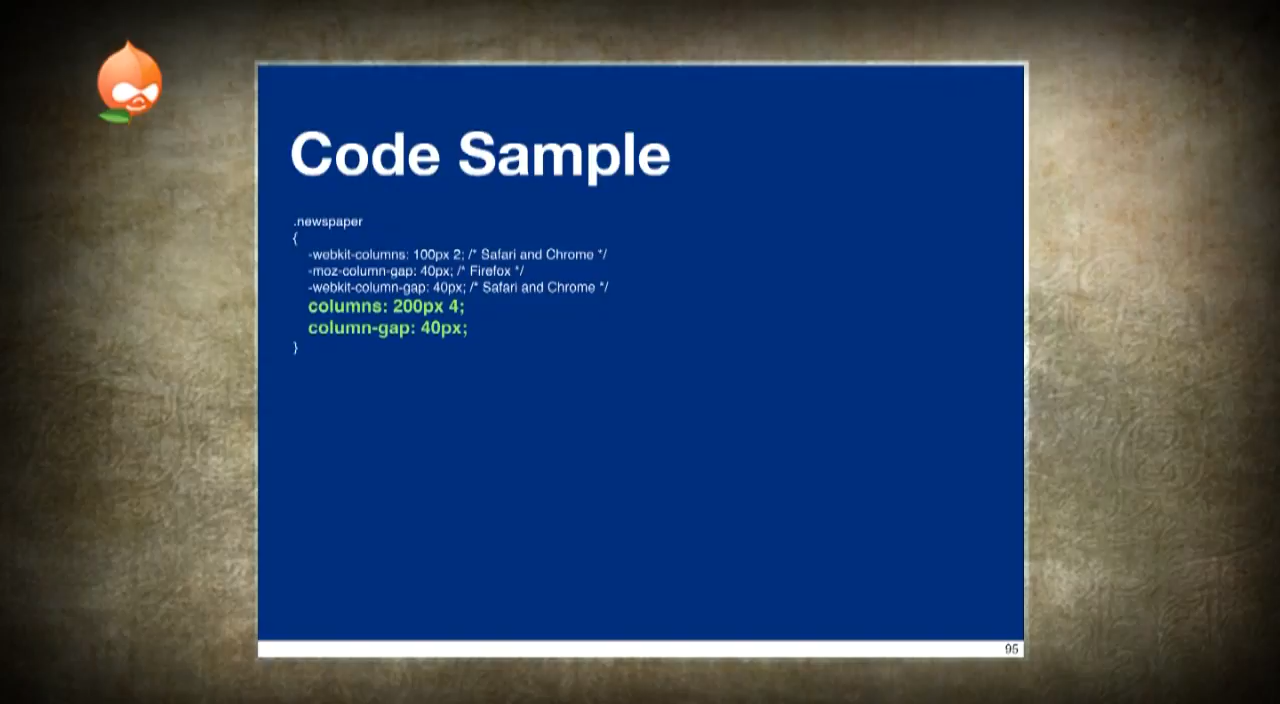 Code Sample
.newspaper
{
-webkit-columns: 100px 2; /* Safari and Chrome */
-moz-column-gap: 40px; /* Firefox */
-webkit-column-gap: 40px; /* Safari and Chrome */
columns: 200px 4;
column-gap: 40px;
}
95